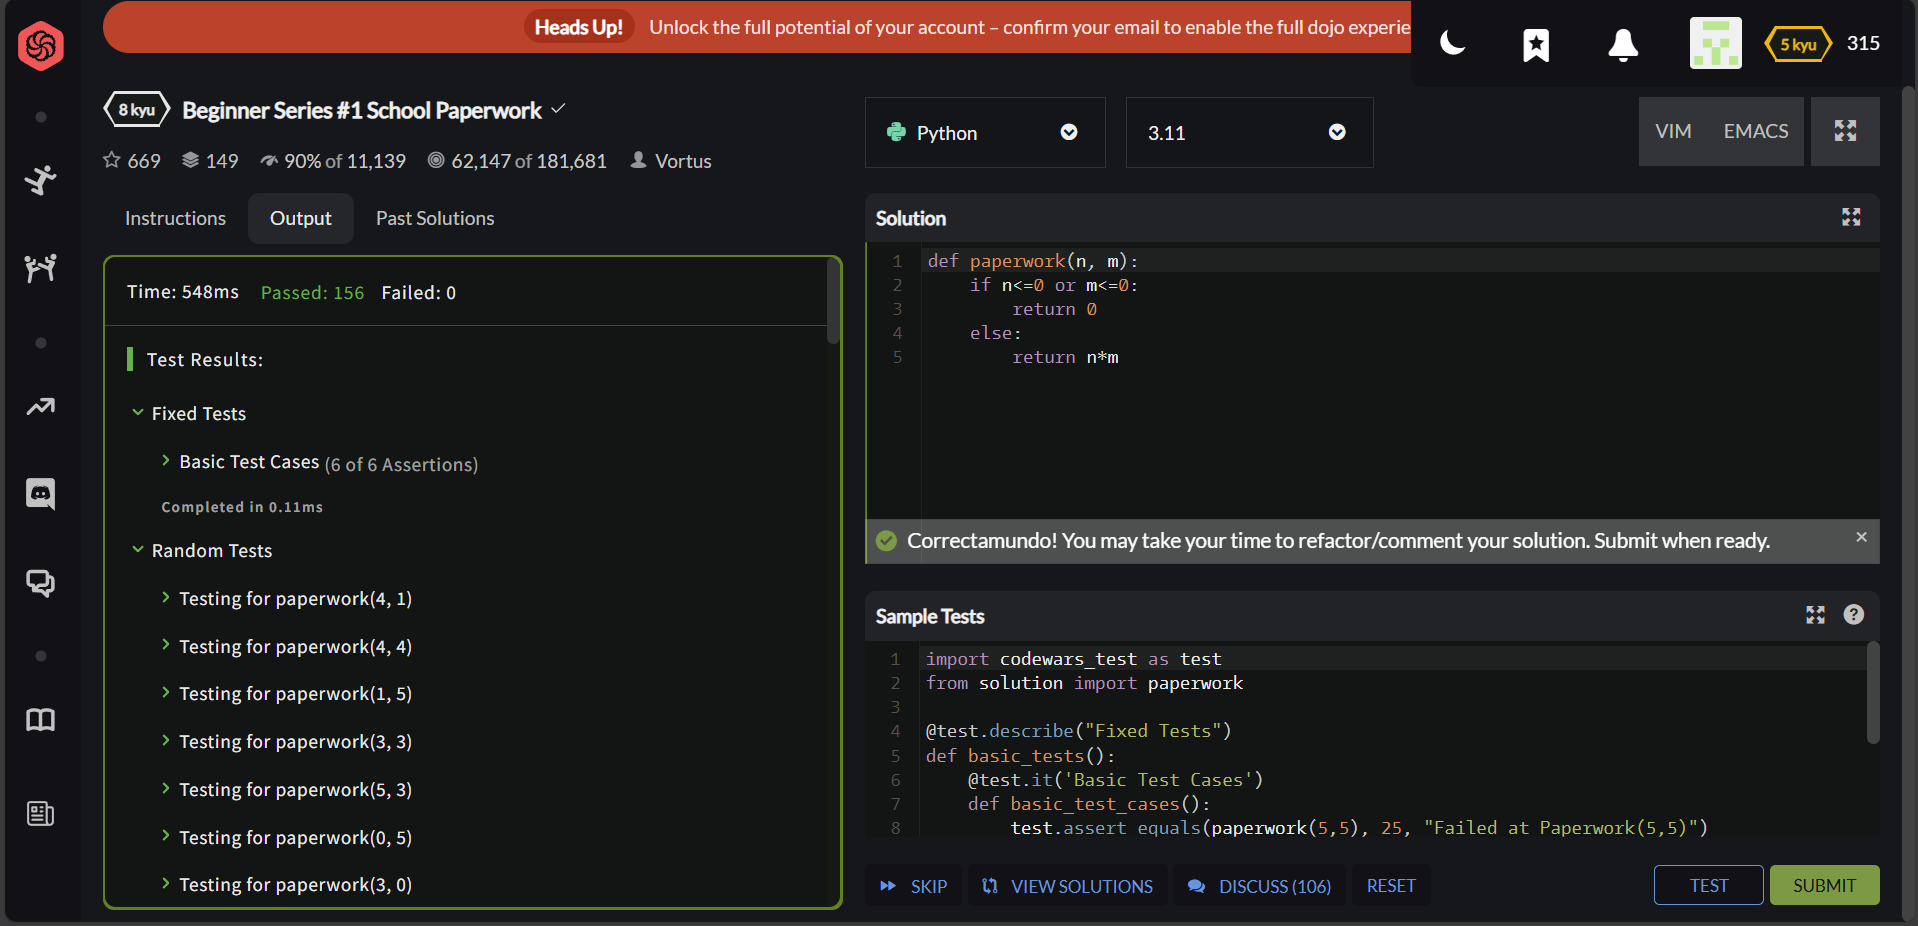 Heads Up! Unlock the full potential of your account – confirm your email to enable the full dojo experie
5 kyu 315
8 kyu Beginner Series #1 School Paperwork
669 149 90% of 11,139 62,147 of 181,681 Vortus
Python 3.11 VIM EMACS
Instructions Output Past Solutions
Time: 548ms Passed: 156 Failed: 0
Test Results:
Fixed Tests
Basic Test Cases (6 of 6 Assertions)
Completed in 0.11ms
Random Tests
Testing for paperwork(4, 1)
Testing for paperwork(4, 4)
Testing for paperwork(1, 5)
Testing for paperwork(3, 3)
Testing for paperwork(5, 3)
Testing for paperwork(0, 5)
Testing for paperwork(3, 0)
Solution
1 def paperwork(n, m):
2     if n<=0 or m<=0:
3         return 0
4     else:
5         return n*m
Correctamundo! You may take your time to refactor/comment your solution. Submit when ready. ×
Sample Tests ?
1 import codewars_test as test
2 from solution import paperwork
3
4 @test.describe("Fixed Tests")
5 def basic_tests():
6     @test.it('Basic Test Cases')
7     def basic_test_cases():
8         test.assert_equals(paperwork(5,5), 25, "Failed at Paperwork(5,5)")
SKIP VIEW SOLUTIONS DISCUSS (106) RESET TEST SUBMIT